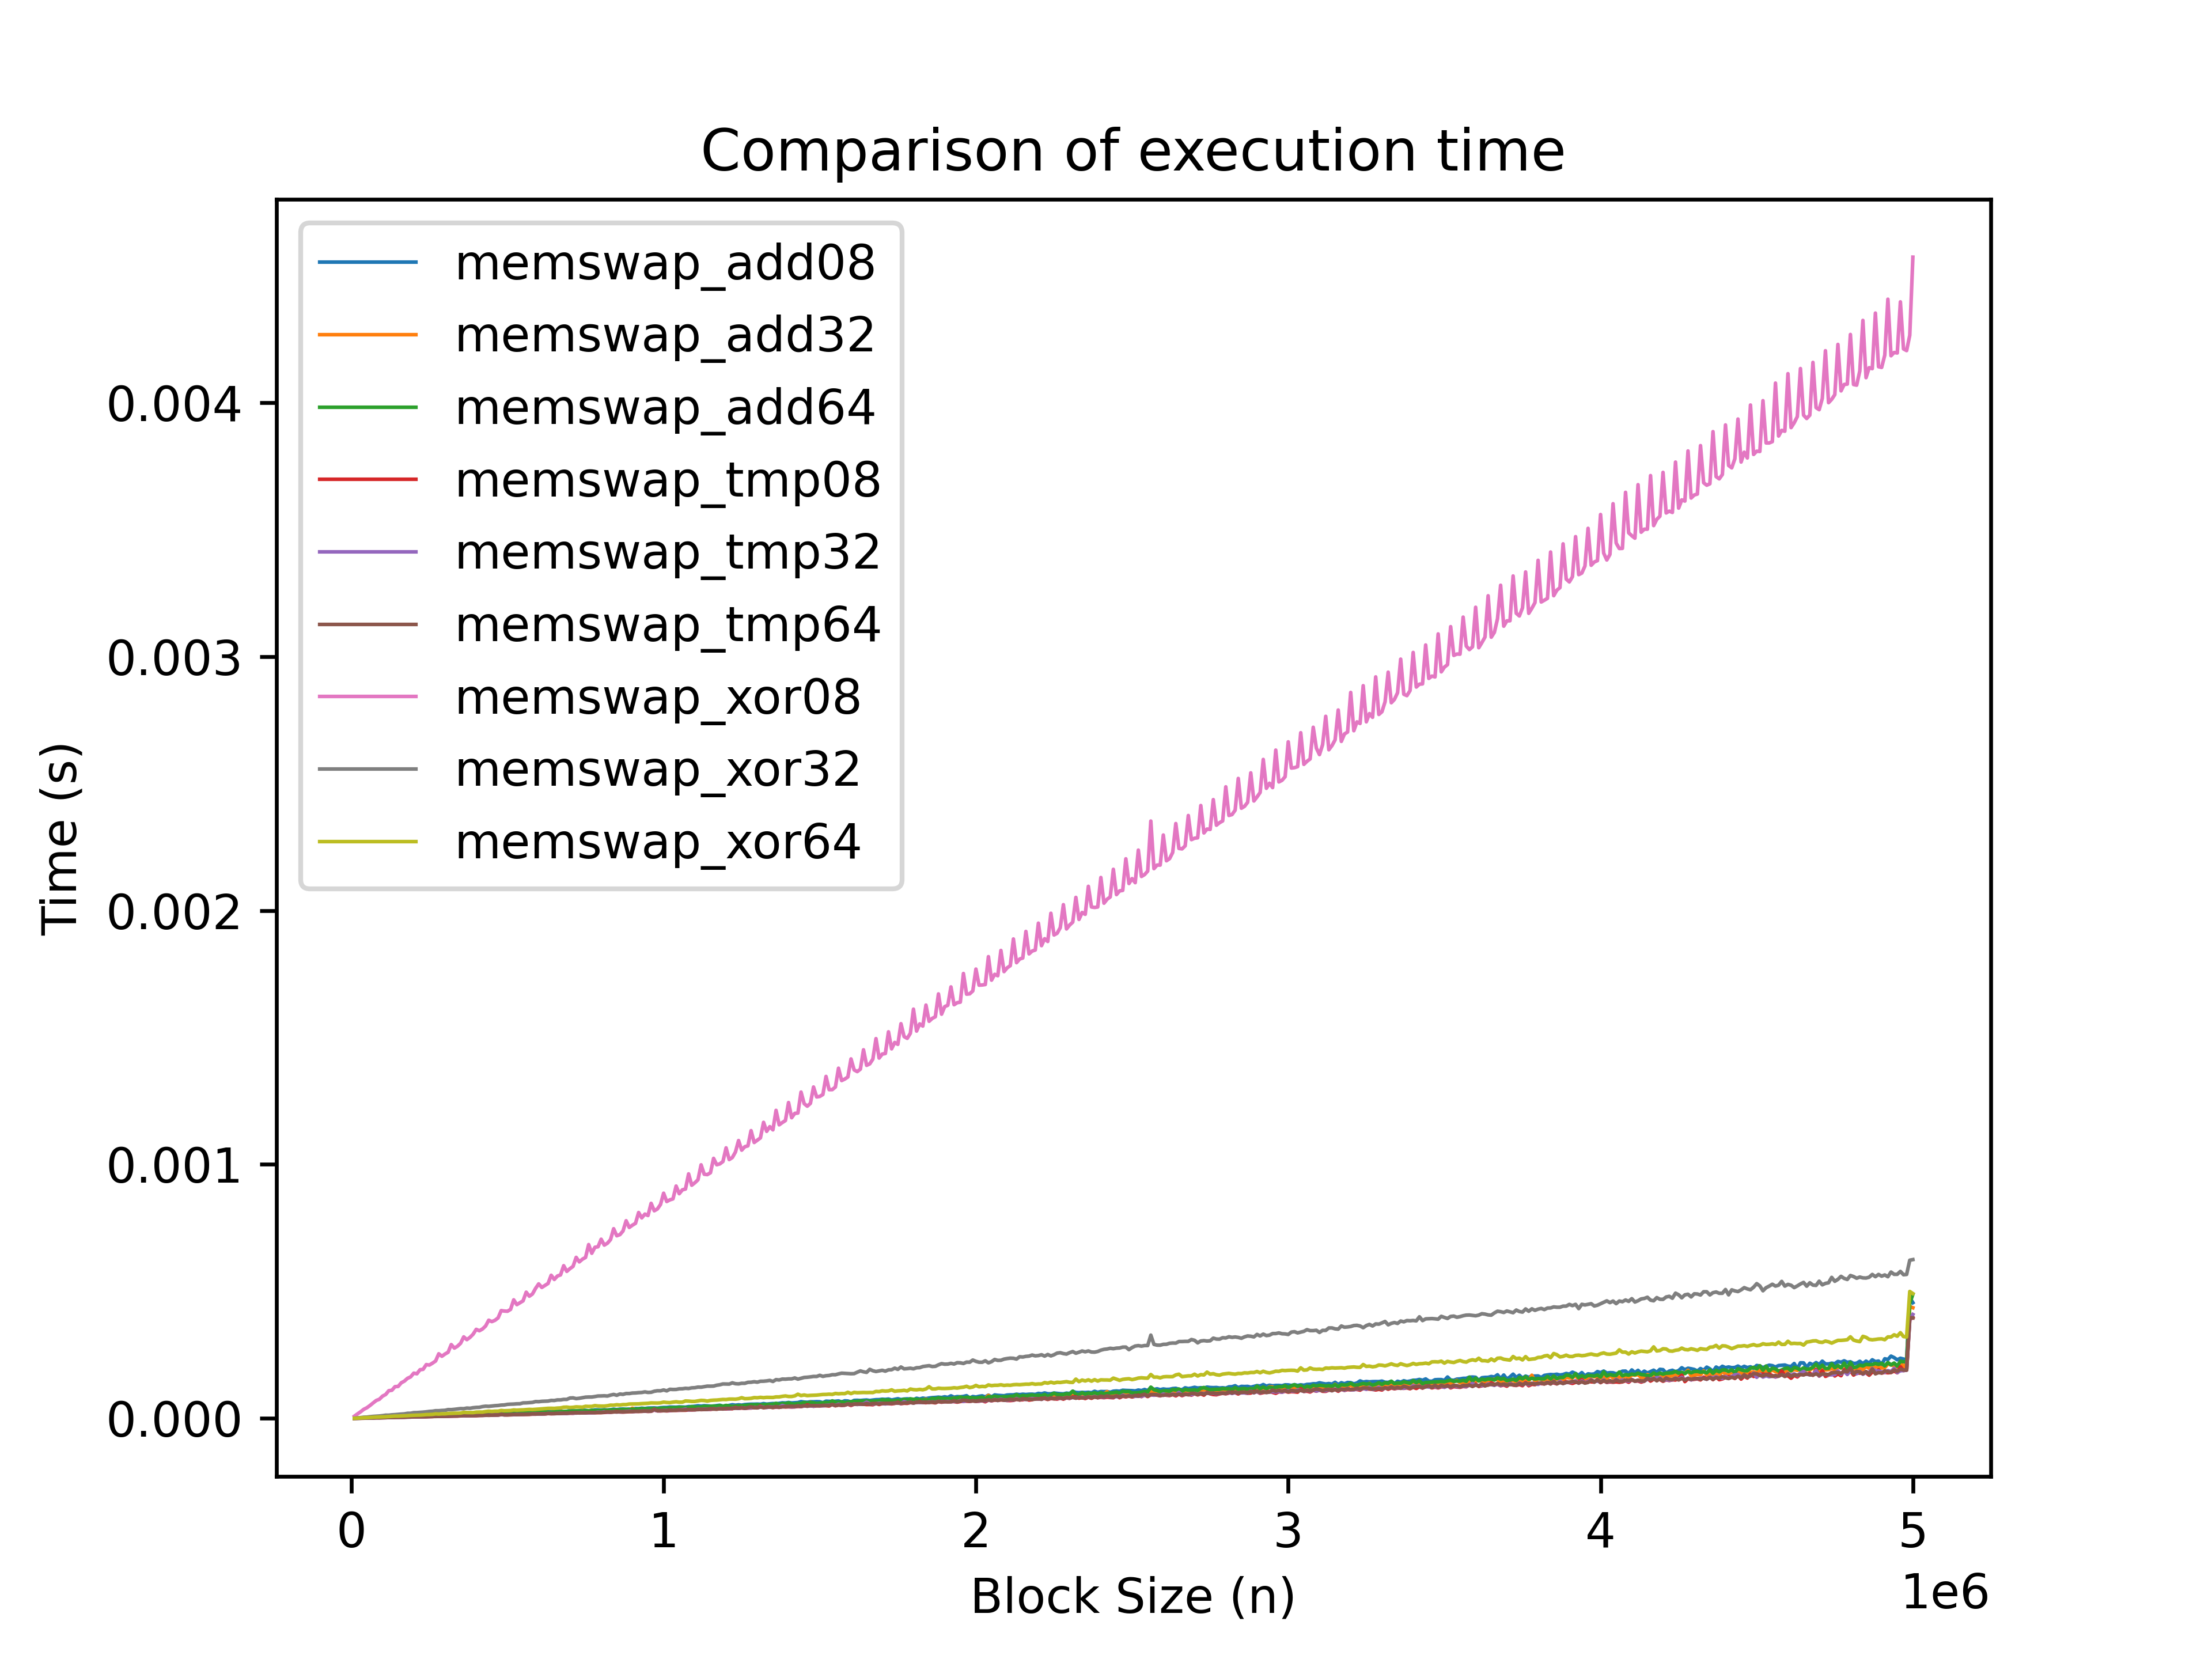 Comparison of execution time
memswap_add08
memswap_add32
memswap_add64
memswap_tmp08
memswap_tmp32
memswap_tmp64
memswap_xor08
memswap_xor32
memswap_xor64
Time (s)
0.004
0.003
0.002
0.001
0.000
0 1 2 3 4 5
1e6
Block Size (n)